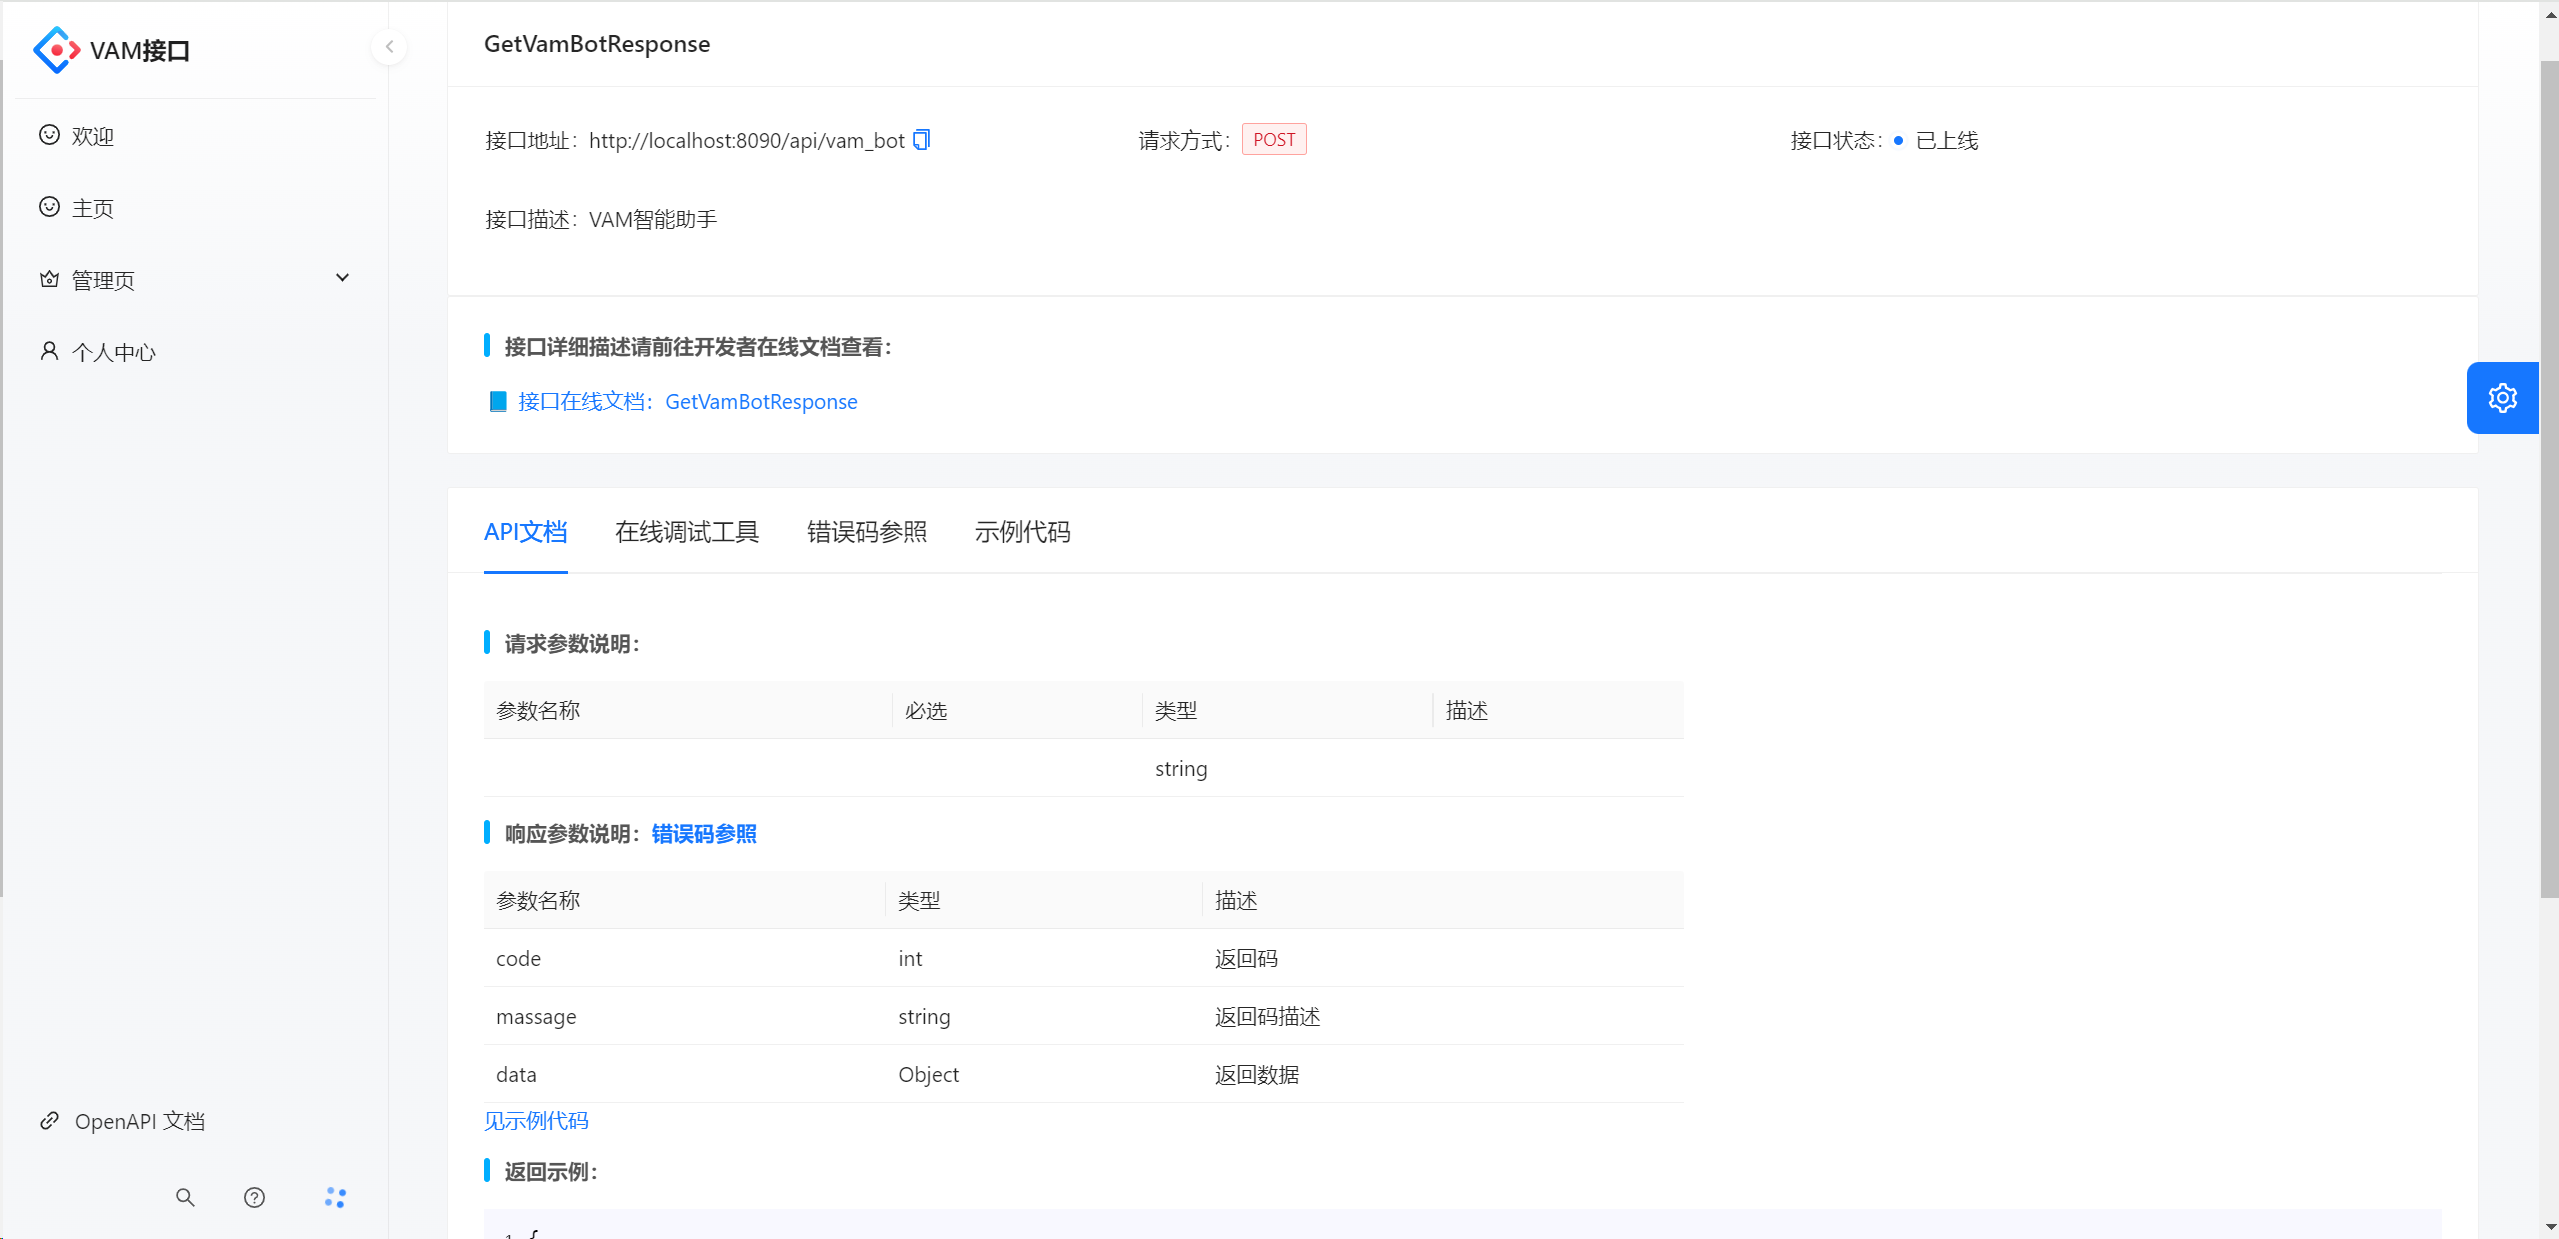 VAM接口
欢迎
主页
管理页
个人中心
OpenAPI 文档
GetVamBotResponse
接口地址：http://localhost:8090/api/vam_bot
请求方式：POST
接口状态：已上线
接口描述：VAM智能助手
接口详细描述请前往开发者在线文档查看：
接口在线文档：GetVamBotResponse
API文档 在线调试工具 错误码参照 示例代码
请求参数说明：
参数名称 必选 类型 描述
string
响应参数说明：错误码参照
参数名称 类型 描述
code int 返回码
massage string 返回码描述
data Object 返回数据
见示例代码
返回示例：
1 {